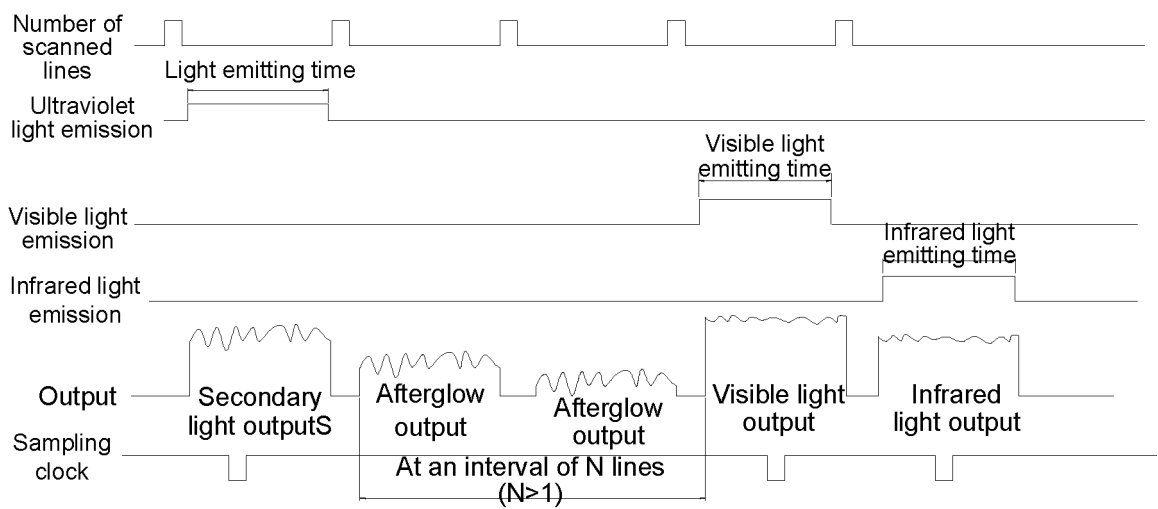 Number of
scanned
lines
Light emitting time
Ultraviolet
light emission
Visible light
emitting time
Visible light
emission
Infrared light
emitting time
Infrared light
emission
Output
Secondary
light outputS
Afterglow
output
Afterglow
output
Visible light
output
Infrared
light output
Sampling
clock
At an interval of N lines
(N>1)